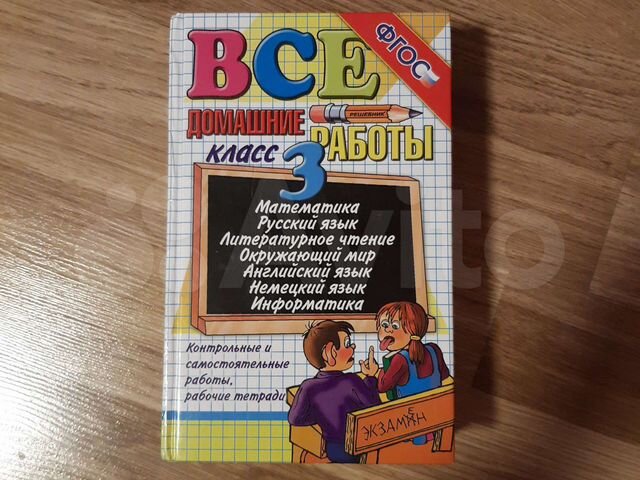 ВСЕ
ФГОС
ДОМАШНИЕ
РЕШЕБНИК
РАБОТЫ
класс 3
Математика
Русский язык
Литературное чтение
Окружающий мир
Английский язык
Немецкий язык
Информатика
Контрольные и
самостоятельные
работы,
рабочие тетради
ЭКЗАМЕН
Avito